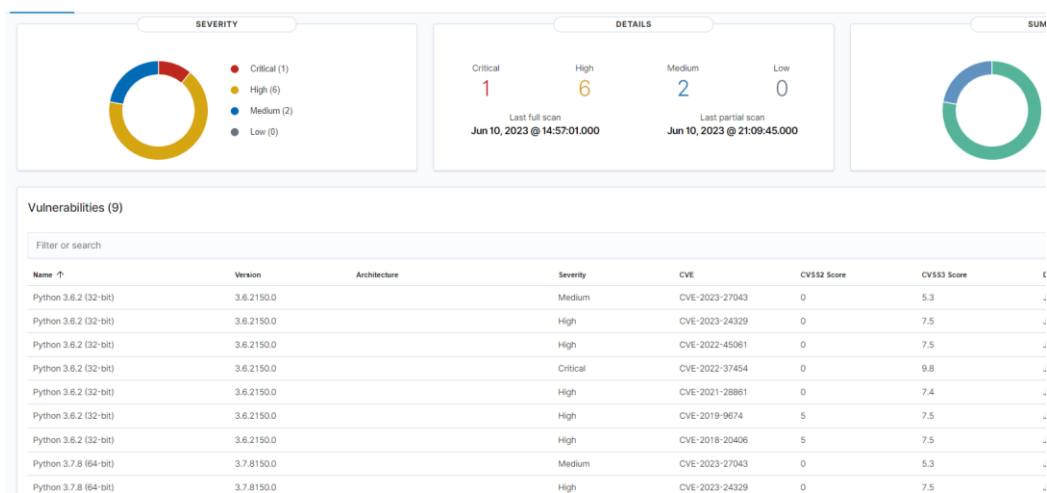 SEVERITY
Critical (1)
High (6)
Medium (2)
Low (0)
DETAILS
Critical High Medium Low
1 6 2 0
Last full scan Last partial scan
Jun 10, 2023 @ 14:57:01.000 Jun 10, 2023 @ 21:09:45.000
SUM
Vulnerabilities (9)
Filter or search
Name ↑ Version Architecture Severity CVE CVSS2 Score CVSS3 Score D
Python 3.6.2 (32-bit) 3.6.2150.0 Medium CVE-2023-27043 0 5.3 J
Python 3.6.2 (32-bit) 3.6.2150.0 High CVE-2023-24329 0 7.5 J
Python 3.6.2 (32-bit) 3.6.2150.0 High CVE-2022-45061 0 7.5 J
Python 3.6.2 (32-bit) 3.6.2150.0 Critical CVE-2022-37454 0 9.8 J
Python 3.6.2 (32-bit) 3.6.2150.0 High CVE-2021-28861 0 7.4 J
Python 3.6.2 (32-bit) 3.6.2150.0 High CVE-2019-9674 5 7.5 J
Python 3.6.2 (32-bit) 3.6.2150.0 High CVE-2018-20406 5 7.5 J
Python 3.7.8 (64-bit) 3.7.8150.0 Medium CVE-2023-27043 0 5.3 J
Python 3.7.8 (64-bit) 3.7.8150.0 High CVE-2023-24329 0 7.5 J